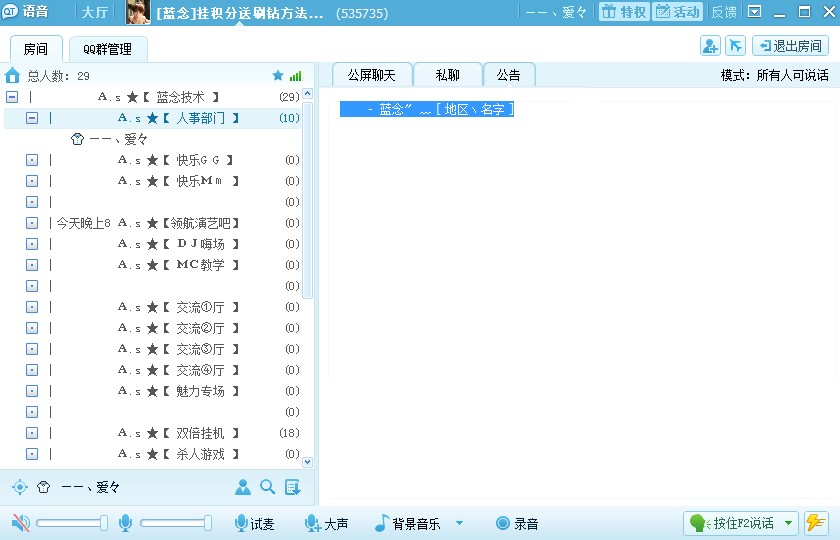 QT 语音 大厅 [蓝念]挂积分送刷钻方法... (535735) 一一、爱々 特权 活动 反馈
房间 QQ群管理 退出房间
总人数: 29 公屏聊天 私聊 公告 模式: 所有人可说话
| A.s ★【 蓝念技术 】 (29)
- 蓝念〃 ﹏ [ 地区ヽ名字 ]
| A.s ★【 人事部门 】 (10)
一一、爱々
| A.s ★【 快乐ＧＧ 】 (0)
| A.s ★【 快乐Mｍ 】 (0)
| (0)
| 今天晚上8 A.s ★【领航演艺吧】 (0)
| A.s ★【 ＤＪ嗨场 】 (0)
| A.s ★【 MC教学 】 (0)
| (0)
| A.s ★【 交流①厅 】 (0)
| A.s ★【 交流②厅 】 (0)
| A.s ★【 交流③厅 】 (0)
| A.s ★【 交流④厅 】 (0)
| A.s ★【 魅力专场 】 (0)
| (0)
| A.s ★【 双倍挂机 】 (18)
| A.s ★【 杀人游戏 】 (0)
一一、爱々
试麦 大声 背景音乐 录音 按住F2说话